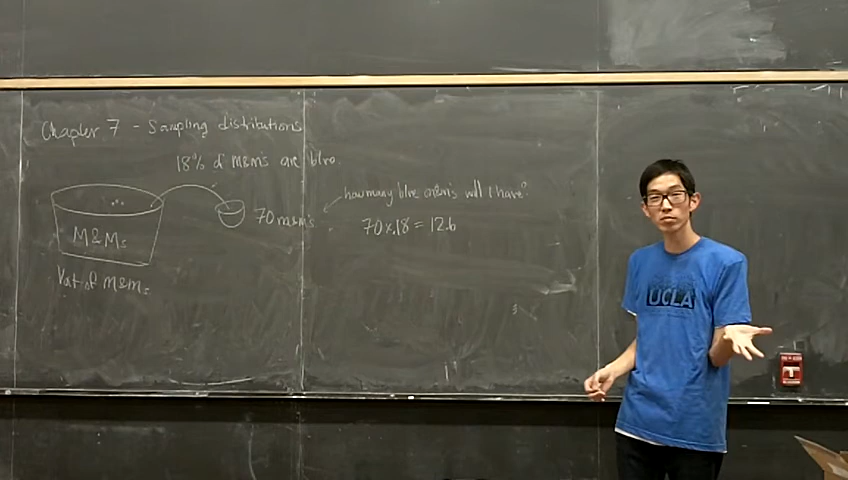 Chapter 7 - Sampling distributions
18% of M&M's are blue.
how many blue m&m's will I have?
70 m&m's
70 x .18 = 12.6
M&Ms
Vat of M&Ms
UCLA